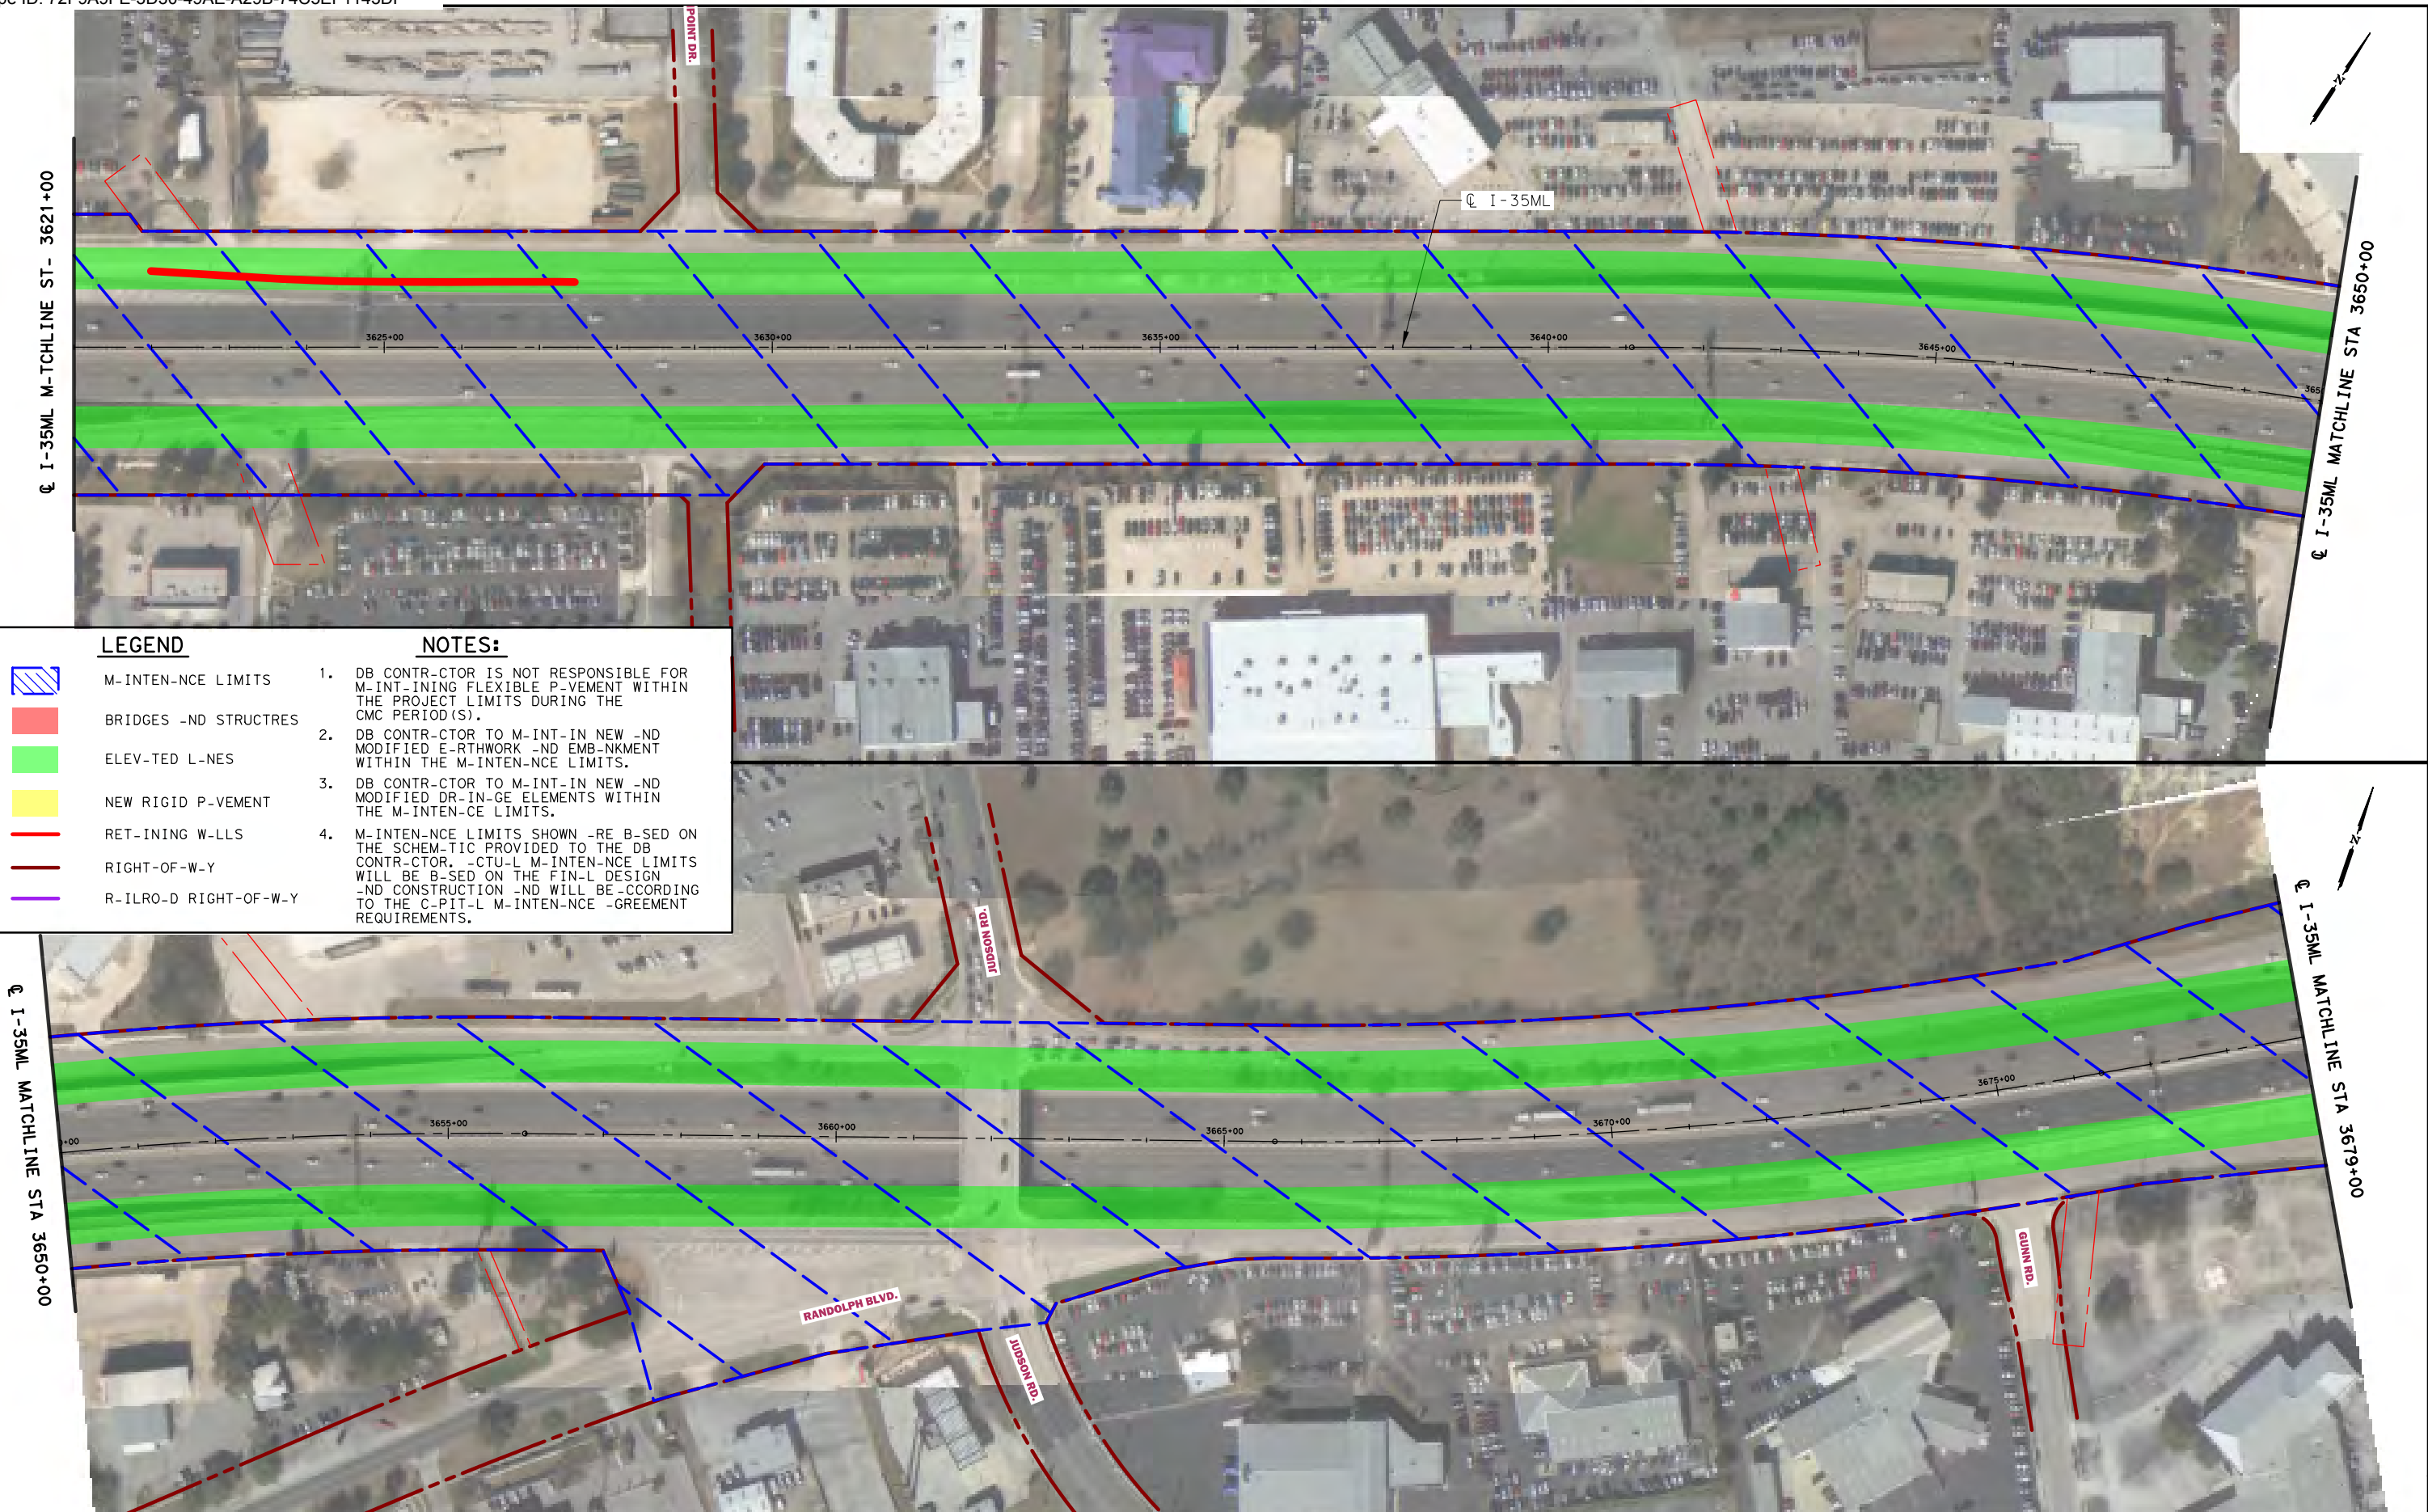 POINT DR.
℄ I-35ML M-TCHLINE ST- 3621+00
℄ I-35ML
3625+00
3630+00
3635+00
3640+00
3645+00
365
N
℄ I-35ML MATCHLINE STA 3650+00
LEGEND
M-INTEN-NCE LIMITS
BRIDGES -ND STRUCTRES
ELEV-TED L-NES
NEW RIGID P-VEMENT
RET-INING W-LLS
RIGHT-OF-W-Y
R-ILRO-D RIGHT-OF-W-Y
NOTES:
1. DB CONTR-CTOR IS NOT RESPONSIBLE FOR
M-INT-INING FLEXIBLE P-VEMENT WITHIN
THE PROJECT LIMITS DURING THE
CMC PERIOD(S).
2. DB CONTR-CTOR TO M-INT-IN NEW -ND
MODIFIED E-RTHWORK -ND EMB-NKMENT
WITHIN THE M-INTEN-NCE LIMITS.
3. DB CONTR-CTOR TO M-INT-IN NEW -ND
MODIFIED DR-IN-GE ELEMENTS WITHIN
THE M-INTEN-CE LIMITS.
4. M-INTEN-NCE LIMITS SHOWN -RE B-SED ON
THE SCHEM-TIC PROVIDED TO THE DB
CONTR-CTOR. -CTU-L M-INTEN-NCE LIMITS
WILL BE B-SED ON THE FIN-L DESIGN
-ND CONSTRUCTION -ND WILL BE-CCORDING
TO THE C-PIT-L M-INTEN-NCE -GREEMENT
REQUIREMENTS.
℄ I-35ML MATCHLINE STA 3650+00
JUDSON RD.
+00
3655+00
3660+00
3665+00
3670+00
3675+00
N
℄ I-35ML MATCHLINE STA 3679+00
RANDOLPH BLVD.
JUDSON RD.
GUNN RD.